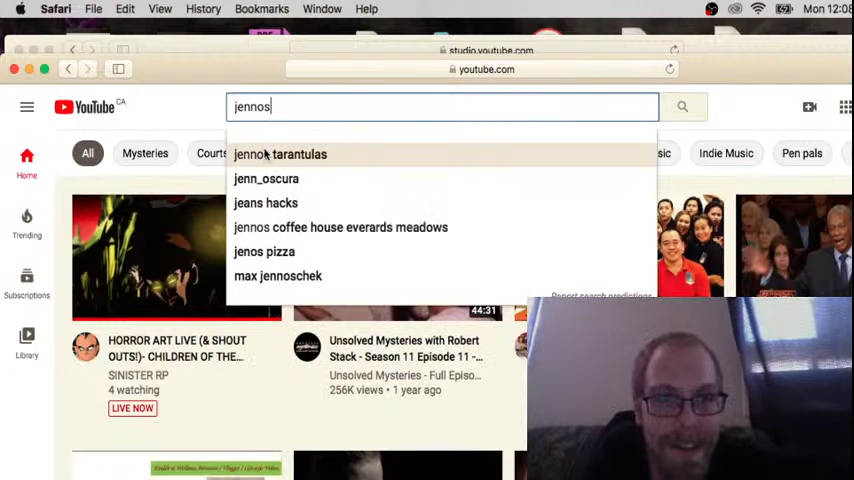 Safari File Edit View History Bookmarks Window Help Mon 12:08
studio.youtube.com
youtube.com
YouTube CA
jennos
All Mysteries Courts Indie Music Pen pals
jennos tarantulas
jenn_oscura
jeans hacks
jennos coffee house everards meadows
jenos pizza
max jennoschek
Report search predictions
Home
Trending
Subscriptions
Library
44:31
HORROR ART LIVE (& SHOUT
OUTS!)- CHILDREN OF THE...
SINISTER RP
4 watching
LIVE NOW
Unsolved Mysteries with Robert
Stack - Season 11 Episode 11 -...
Unsolved Mysteries - Full Episo...
256K views • 1 year ago